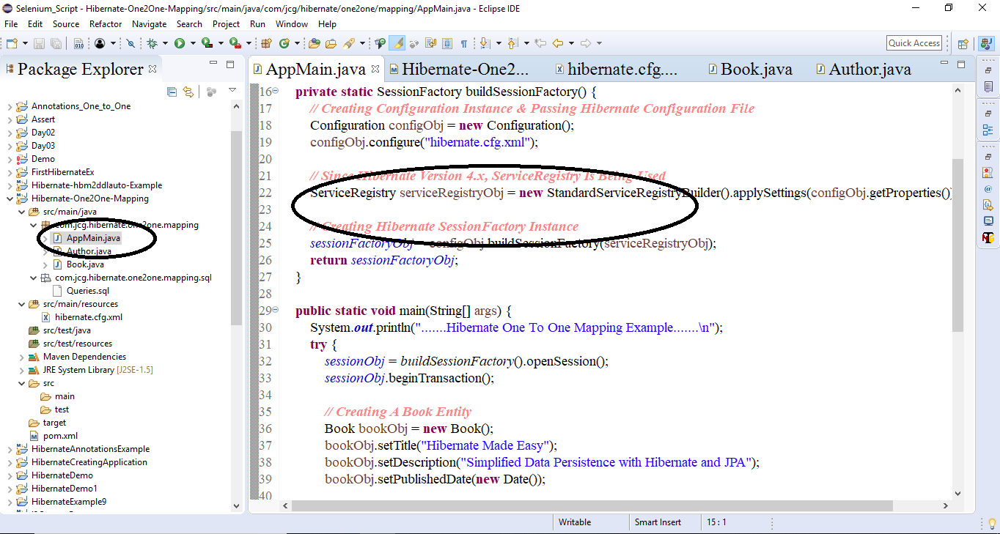 Selenium_Script - Hibernate-One2One-Mapping/src/main/java/com/jcg/hibernate/one2one/mapping/AppMain.java - Eclipse IDE
File Edit Source Refactor Navigate Search Project Run Window Help
Quick Access
Package Explorer
AppMain.java Hibernate-One2... hibernate.cfg.... Book.java Author.java
Annotations_One_to_One
Assert
Day02
Day03
Demo
FirstHibernateEx
Hibernate-hbm2ddlauto-Example
Hibernate-One2One-Mapping
src/main/java
com.jcg.hibernate.one2one.mapping
AppMain.java
Author.java
Book.java
com.jcg.hibernate.one2one.mapping.sql
Queries.sql
src/main/resources
hibernate.cfg.xml
src/test/java
src/test/resources
Maven Dependencies
JRE System Library [J2SE-1.5]
src
main
test
target
pom.xml
HibernateAnnotationsExample
HibernateCreatingApplication
HibernateDemo
HibernateDemo1
HibernateExample9
16 private static SessionFactory buildSessionFactory() {
17 // Creating Configuration Instance & Passing Hibernate Configuration File
18 Configuration configObj = new Configuration();
19 configObj.configure("hibernate.cfg.xml");
20
21 // Since Hibernate Version 4.x, ServiceRegistry Is Being Used
22 ServiceRegistry serviceRegistryObj = new StandardServiceRegistryBuilder().applySettings(configObj.getProperties())
23
24 // Creating Hibernate SessionFactory Instance
25 sessionFactoryObj = configObj.buildSessionFactory(serviceRegistryObj);
26 return sessionFactoryObj;
27 }
28
29 public static void main(String[] args) {
30 System.out.println(".......Hibernate One To One Mapping Example.......\n");
31 try {
32 sessionObj = buildSessionFactory().openSession();
33 sessionObj.beginTransaction();
34
35 // Creating A Book Entity
36 Book bookObj = new Book();
37 bookObj.setTitle("Hibernate Made Easy");
38 bookObj.setDescription("Simplified Data Persistence with Hibernate and JPA");
39 bookObj.setPublishedDate(new Date());
40
Writable Smart Insert 15 : 1